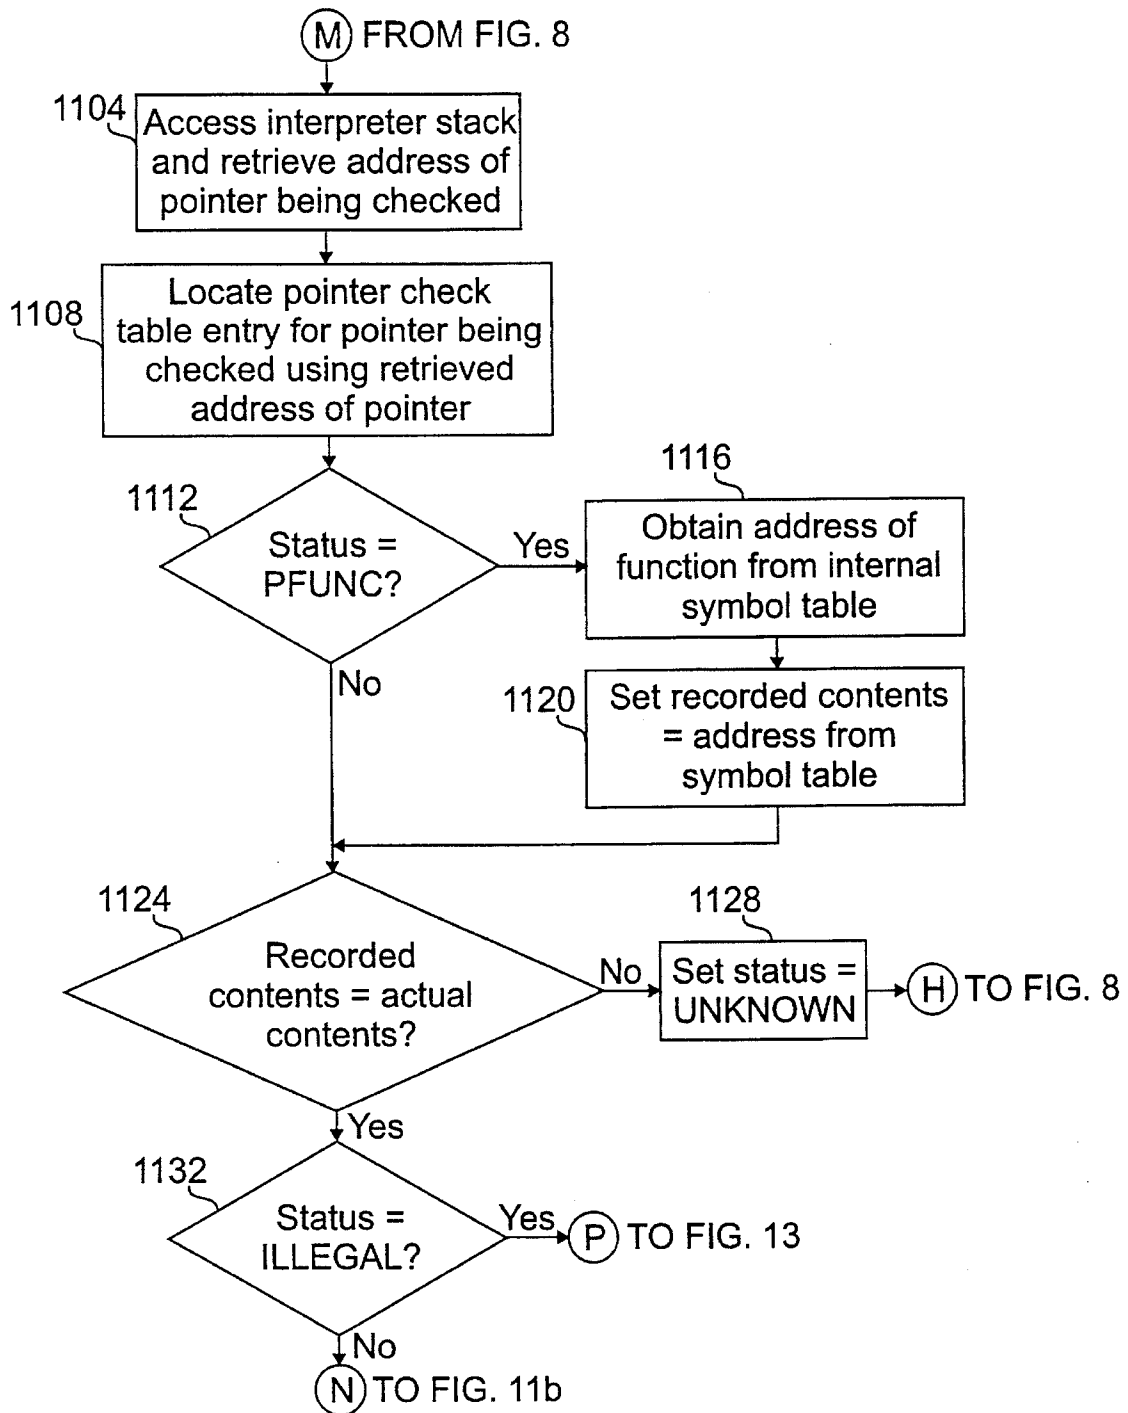 M FROM FIG. 8
1104
Access interpreter stack
and retrieve address of
pointer being checked
1108
Locate pointer check
table entry for pointer being
checked using retrieved
address of pointer
1112
Status =
PFUNC?
Yes
No
1116
Obtain address of
function from internal
symbol table
1120
Set recorded contents
= address from
symbol table
1124
Recorded
contents = actual
contents?
No
Yes
1128
Set status =
UNKNOWN
H TO FIG. 8
1132
Status =
ILLEGAL?
Yes
P TO FIG. 13
No
N TO FIG. 11b